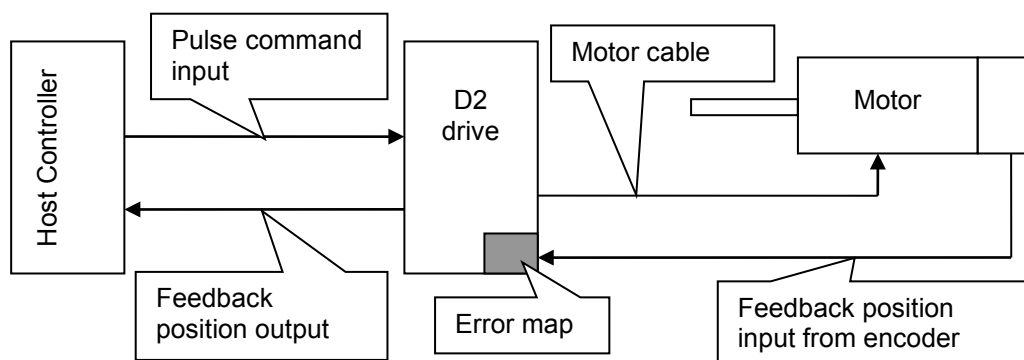 Pulse command
input
Motor cable
D2
drive
Motor
Host Controller
Feedback
position output
Error map
Feedback position
input from encoder